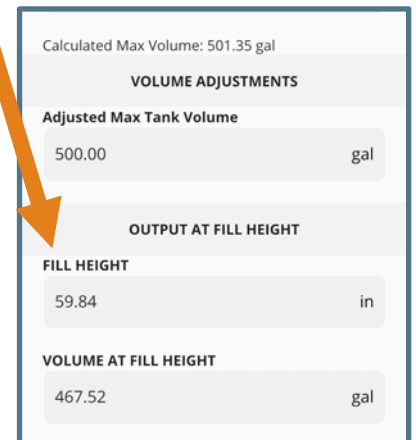 Calculated Max Volume: 501.35 gal
VOLUME ADJUSTMENTS
Adjusted Max Tank Volume
500.00 gal
OUTPUT AT FILL HEIGHT
FILL HEIGHT
59.84 in
VOLUME AT FILL HEIGHT
467.52 gal